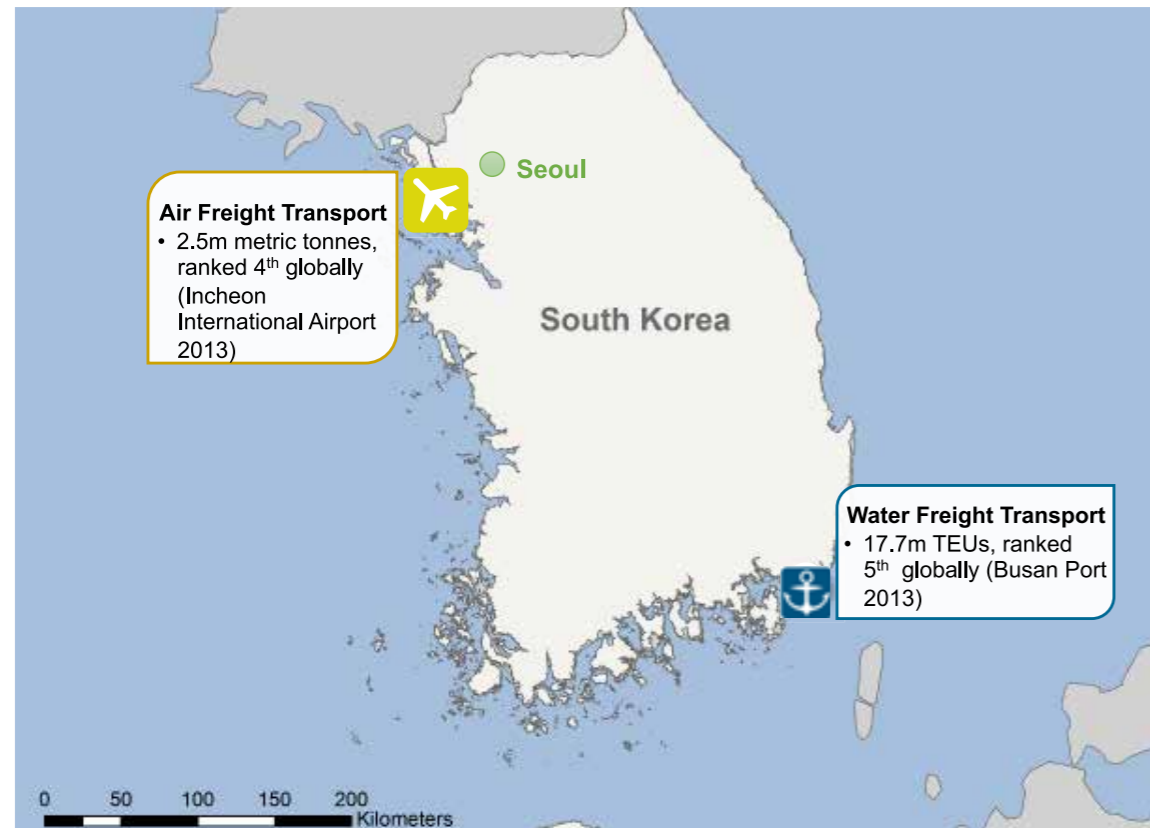 Seoul
Air Freight Transport
• 2.5m metric tonnes,
ranked 4th globally
(Incheon
International Airport
2013)
South Korea
Water Freight Transport
• 17.7m TEUs, ranked
5th globally (Busan Port
2013)
0 50 100 150 200
Kilometers